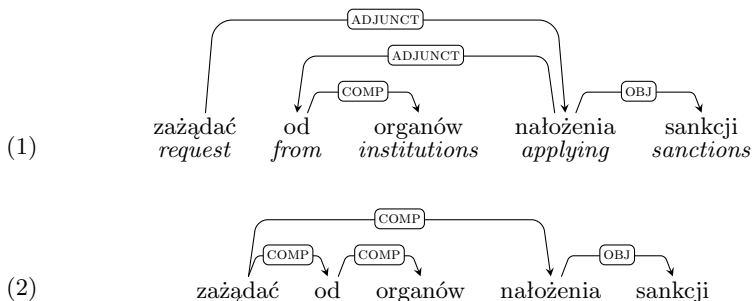 ADJUNCT
ADJUNCT
COMP OBJ
(1) zażądać od organów nałożenia sankcji
request from institutions applying sanctions
COMP
COMP COMP OBJ
(2) zażądać od organów nałożenia sankcji